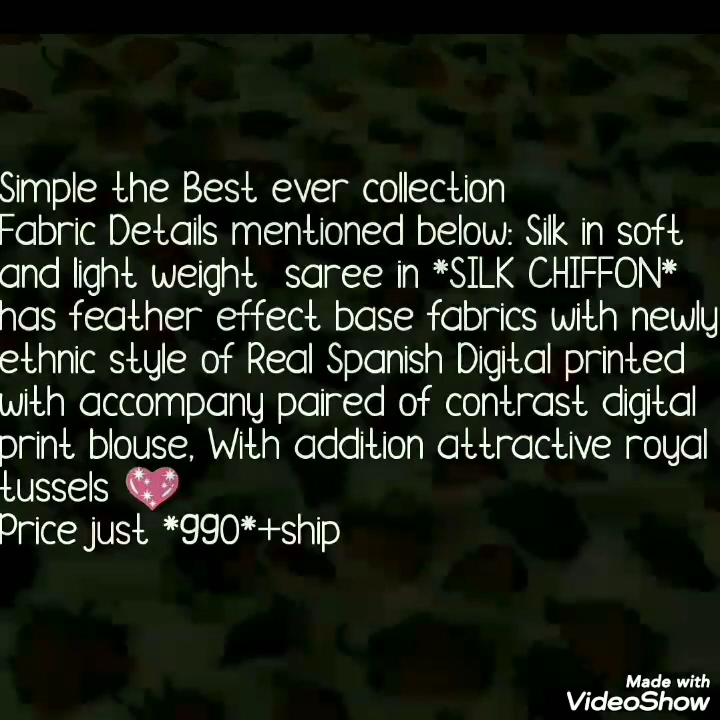 Simple the Best ever collection
Fabric Details mentioned below: Silk in soft
and light weight  saree in *SILK CHIFFON*
has feather effect base fabrics with newly
ethnic style of Real Spanish Digital printed
with accompany paired of contrast digital
print blouse, With addition attractive royal
tussels 💖
Price just *990*+ship
Made with
VideoShow